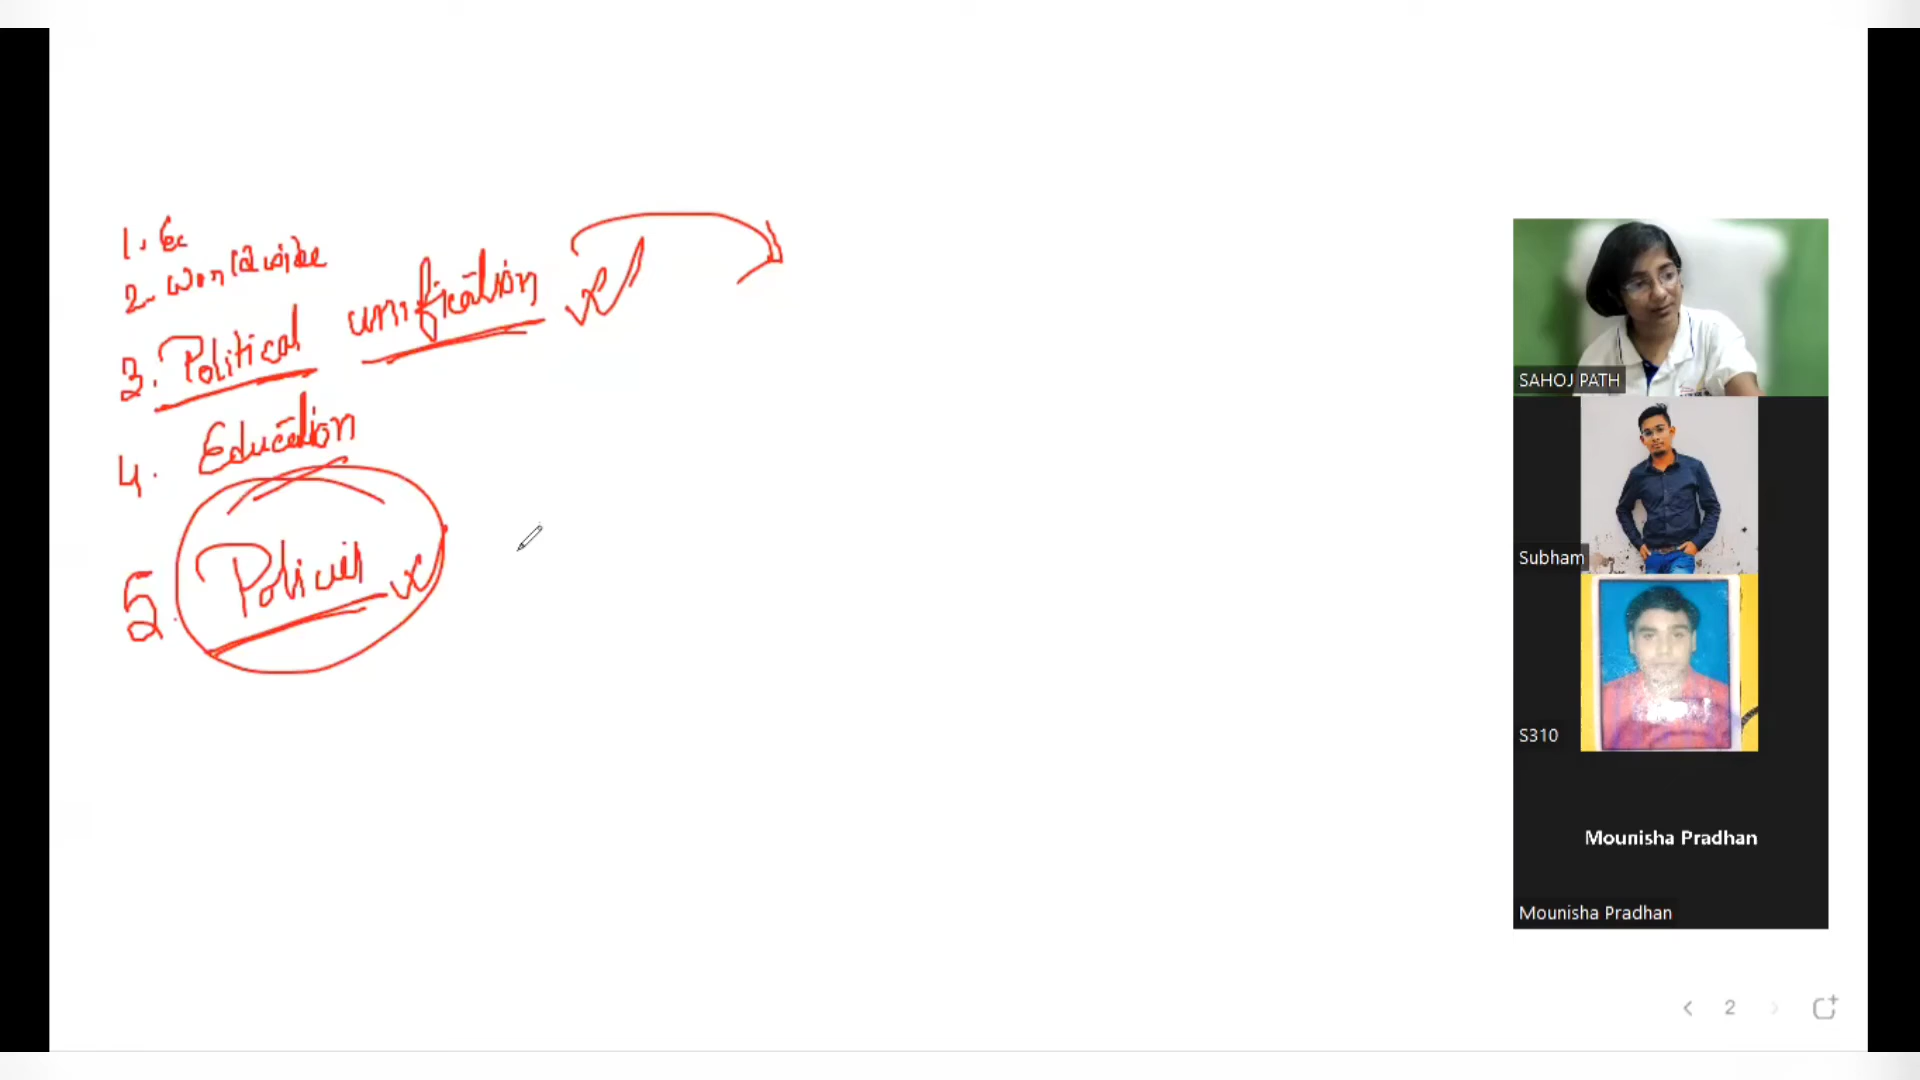 1. Ec
2. Worldwide
3. Political unification
4. Education
5. Policies
SAHOJ PATH
Subham
S310
Mounisha Pradhan
Mounisha Pradhan
2